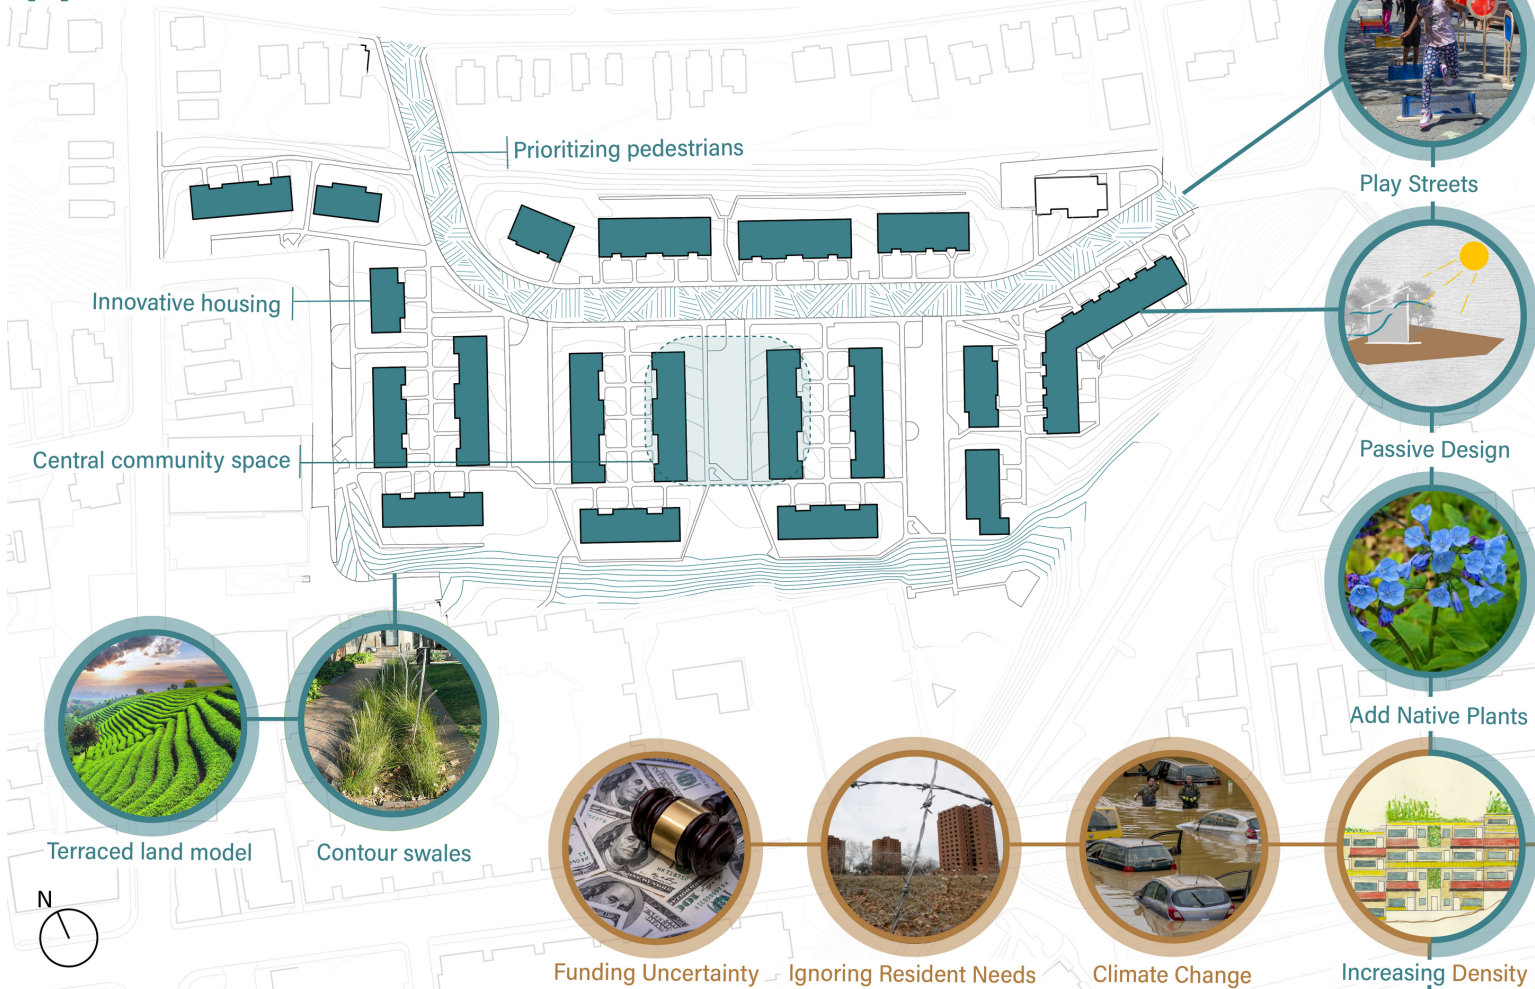 Prioritizing pedestrians
Play Streets
Innovative housing
Passive Design
Central community space
Add Native Plants
Terraced land model
Contour swales
N
Funding Uncertainty
Ignoring Resident Needs
Climate Change
Increasing Density